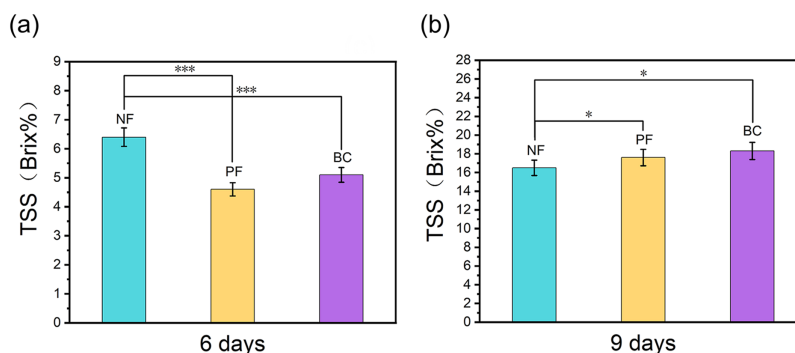 (a)
TSS（Brix%）
9
8
7
6
5
4
3
2
1
0
***
***
NF
PF
BC
6 days
(b)
TSS（Brix%）
28
26
24
22
20
18
16
14
12
10
8
6
4
2
0
*
*
NF
PF
BC
9 days